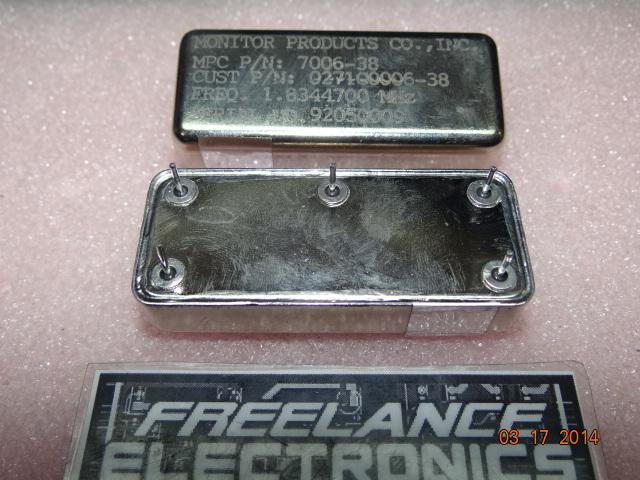 MONITOR PRODUCTS CO.,INC.
MPC P/N: 7006-38
CUST P/N: 027100006-38
FREQ. 1.8344700 MHz
92050009
FREELANCE
ELECTRONICS
03 17 2014